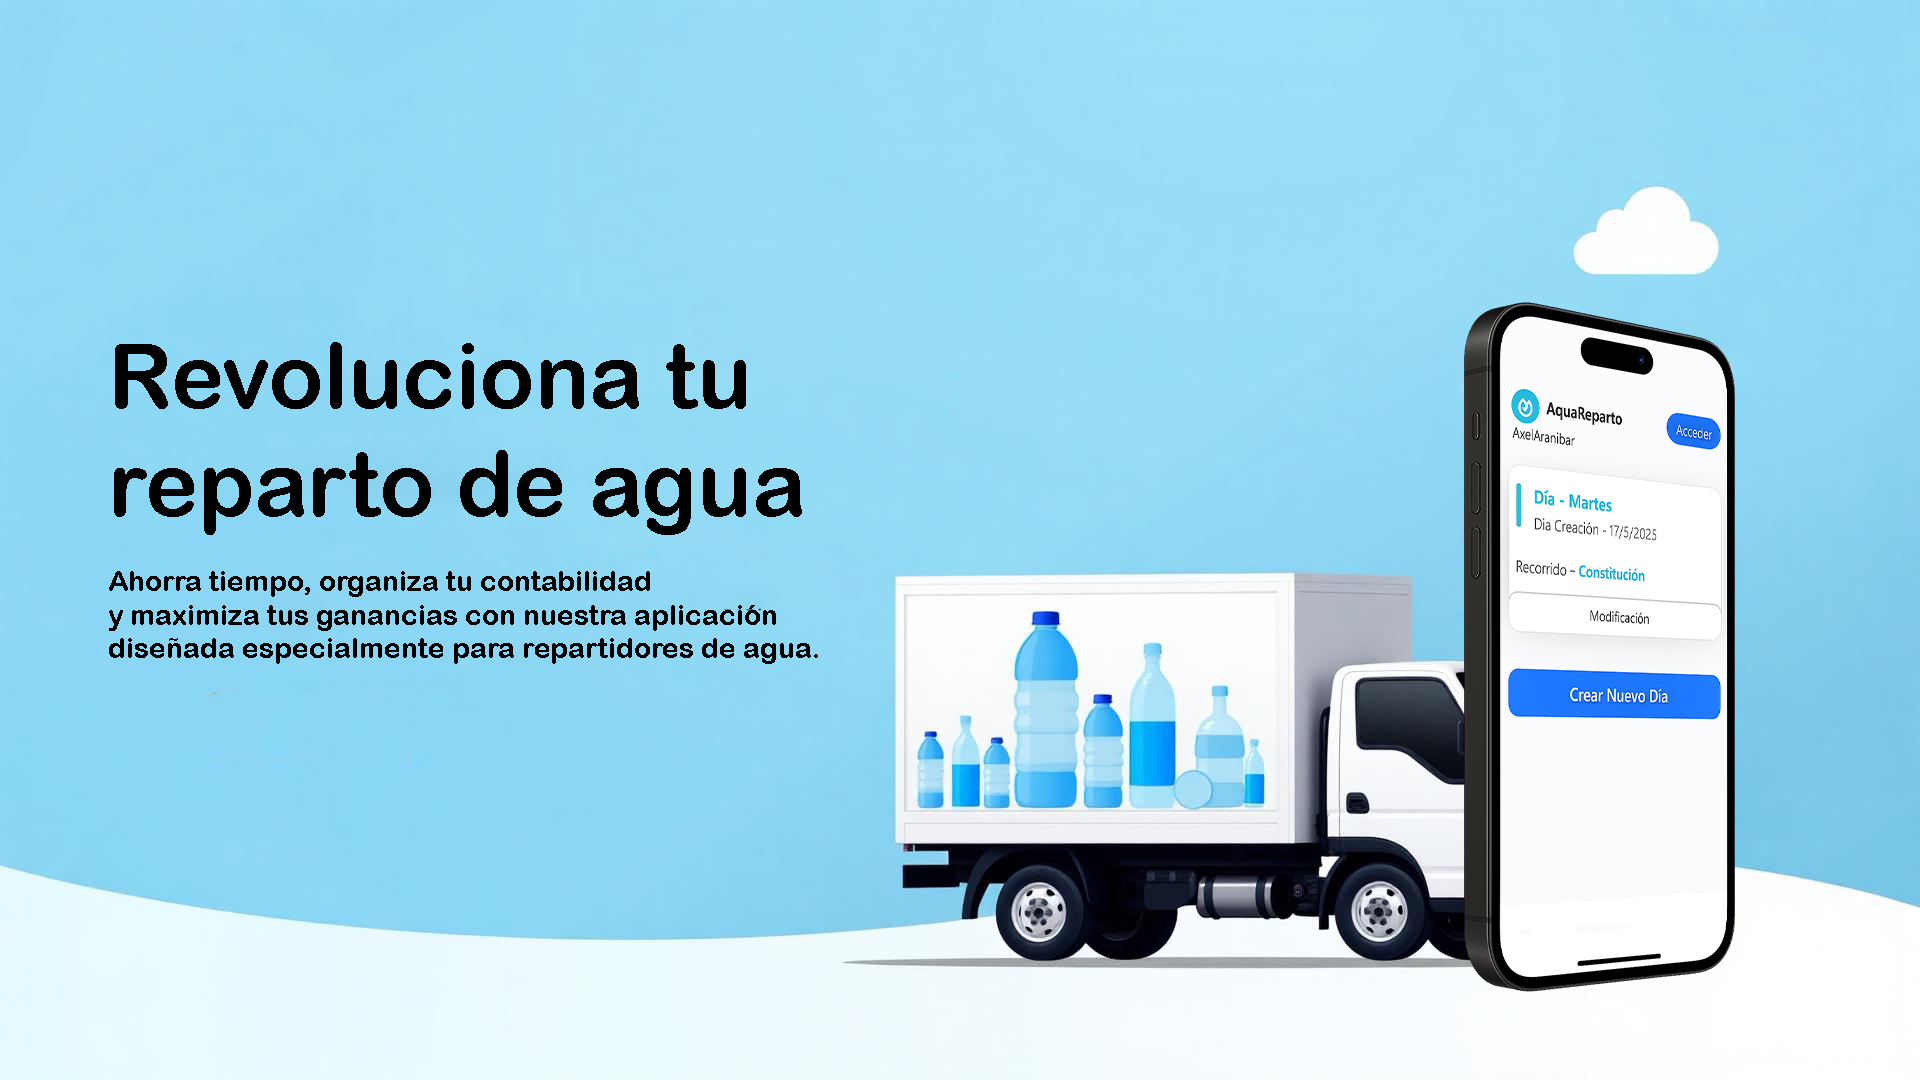 Revoluciona tu
reparto de agua
Ahorra tiempo, organiza tu contabilidad
y maximiza tus ganancias con nuestra aplicación
diseñada especialmente para repartidores de agua.
AquaReparto
Acceder
AxelAranibar
Día - Martes
Dia Creación - 17/5/2025
Recorrido – Constitución
Modificación
Crear Nuevo Día